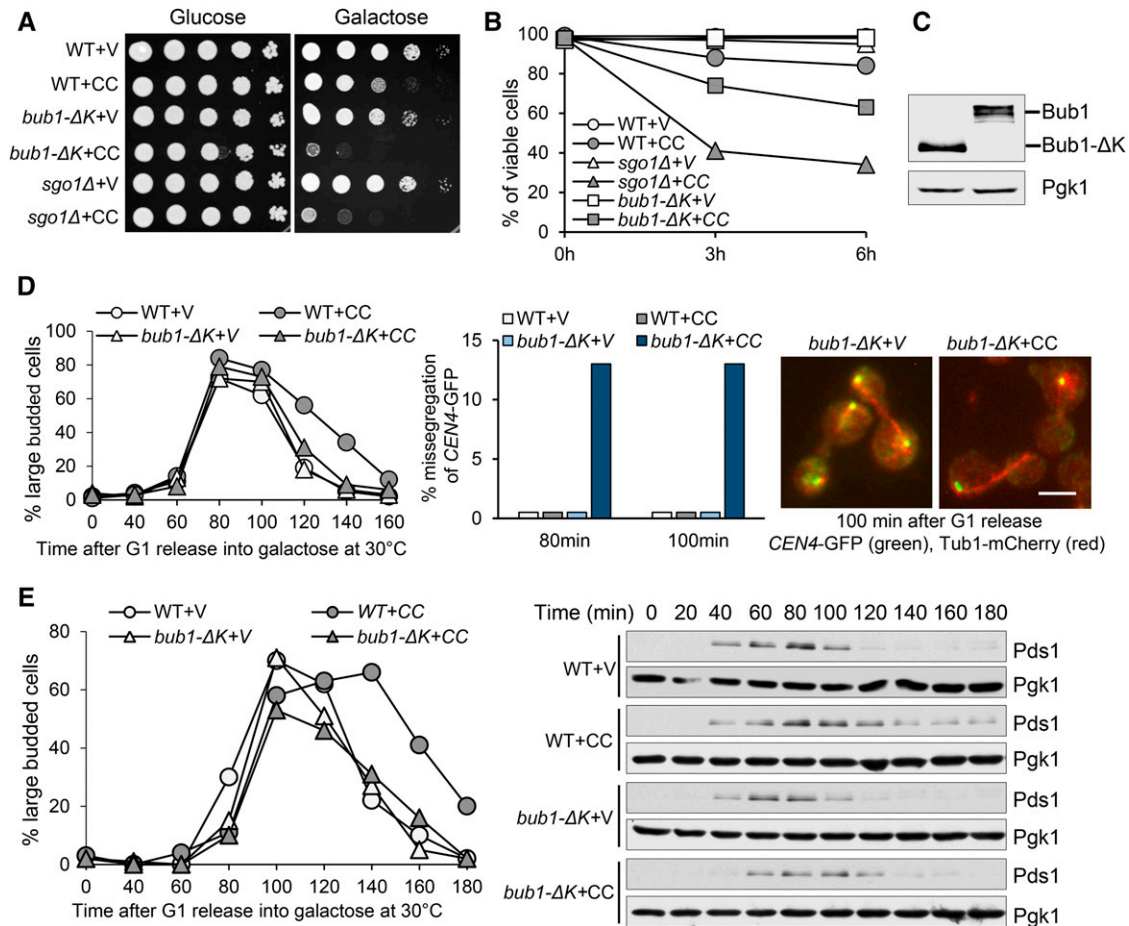 A
Glucose
Galactose
WT+V
WT+CC
bub1-ΔK+V
bub1-ΔK+CC
sgo1Δ+V
sgo1Δ+CC
B
% of viable cells
100
80
60
40
20
0
WT+V
WT+CC
sgo1Δ+V
sgo1Δ+CC
bub1-ΔK+V
bub1-ΔK+CC
0h 3h 6h
C
Bub1
Bub1-ΔK
Pgk1
D
WT+V WT+CC
bub1-ΔK+V bub1-ΔK+CC
% large budded cells
100
80
60
40
20
0
0 40 60 80 100 120 140 160
Time after G1 release into galactose at 30°C
WT+V WT+CC
bub1-ΔK+V bub1-ΔK+CC
% missegregation
of CEN4-GFP
15
10
5
0
80min 100min
bub1-ΔK+V bub1-ΔK+CC
100 min after G1 release
CEN4-GFP (green), Tub1-mCherry (red)
E
WT+V WT+CC
bub1-ΔK+V bub1-ΔK+CC
% large budded cells
80
60
40
20
0
0 40 60 80 100 120 140 160 180
Time after G1 release into galactose at 30°C
Time (min) 0 20 40 60 80 100 120 140 160 180
WT+V
Pds1
Pgk1
WT+CC
Pds1
Pgk1
bub1-ΔK+V
Pds1
Pgk1
bub1-ΔK+CC
Pds1
Pgk1